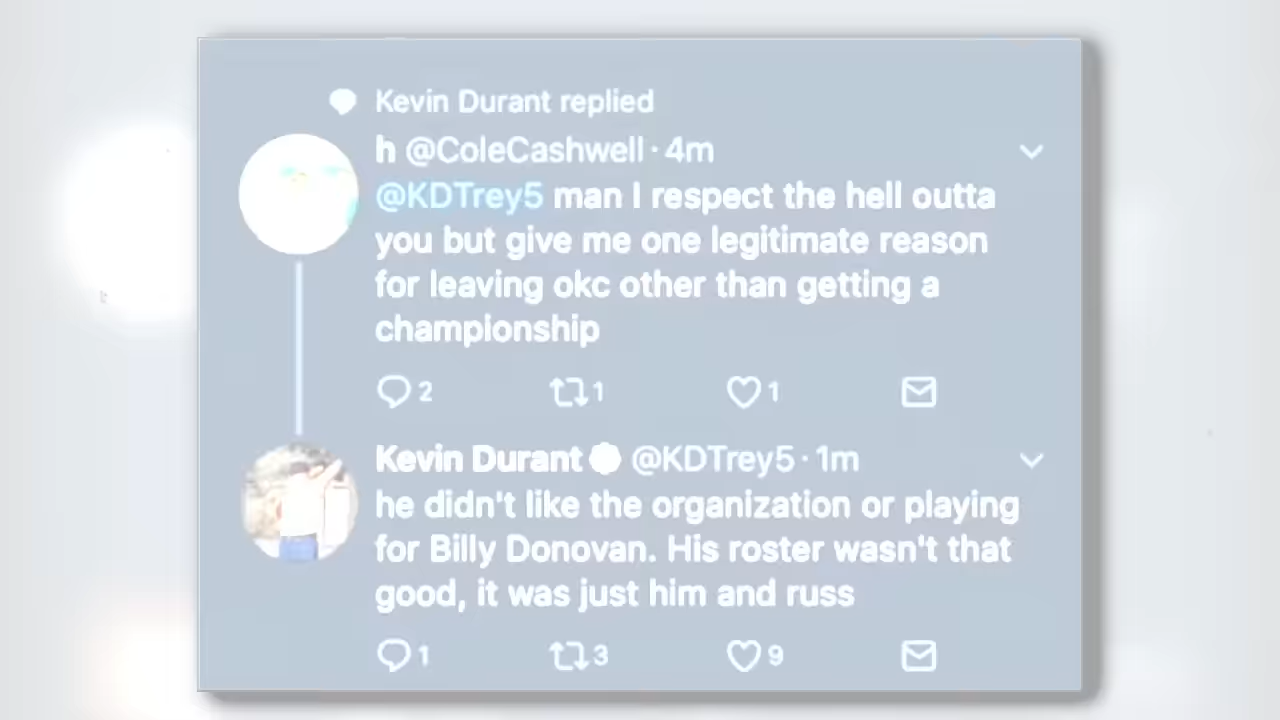 Kevin Durant replied
h @ColeCashwell · 4m
@KDTrey5 man I respect the hell outta
you but give me one legitimate reason
for leaving okc other than getting a
championship
2 1 1
Kevin Durant @KDTrey5 · 1m
he didn't like the organization or playing
for Billy Donovan. His roster wasn't that
good, it was just him and russ
1 3 9